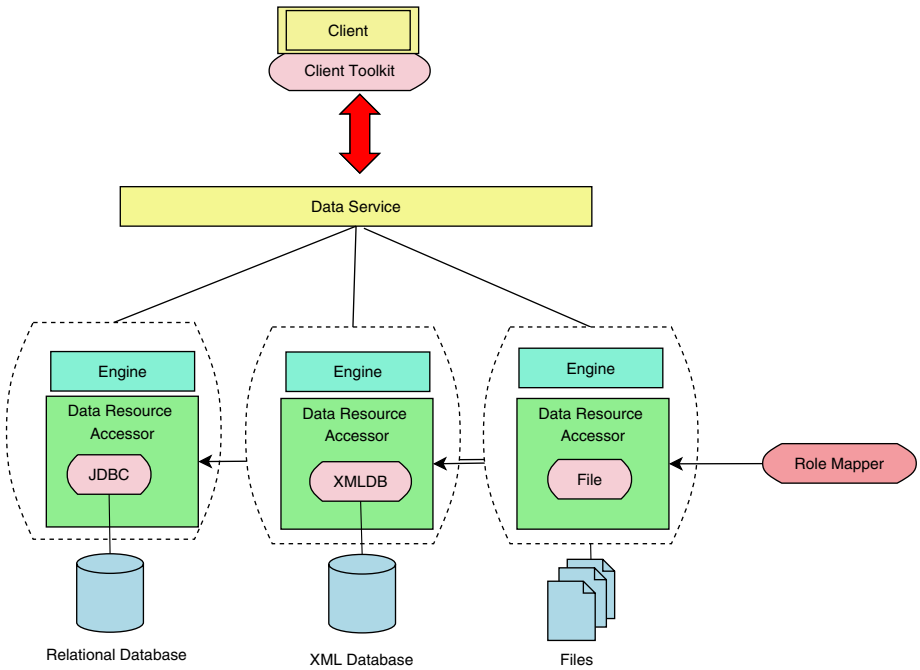 Client
Client Toolkit
Data Service
Engine
Data Resource
Accessor
JDBC
Relational Database
Engine
Data Resource
Accessor
XMLDB
XML Database
Engine
Data Resource
Accessor
File
Files
Role Mapper